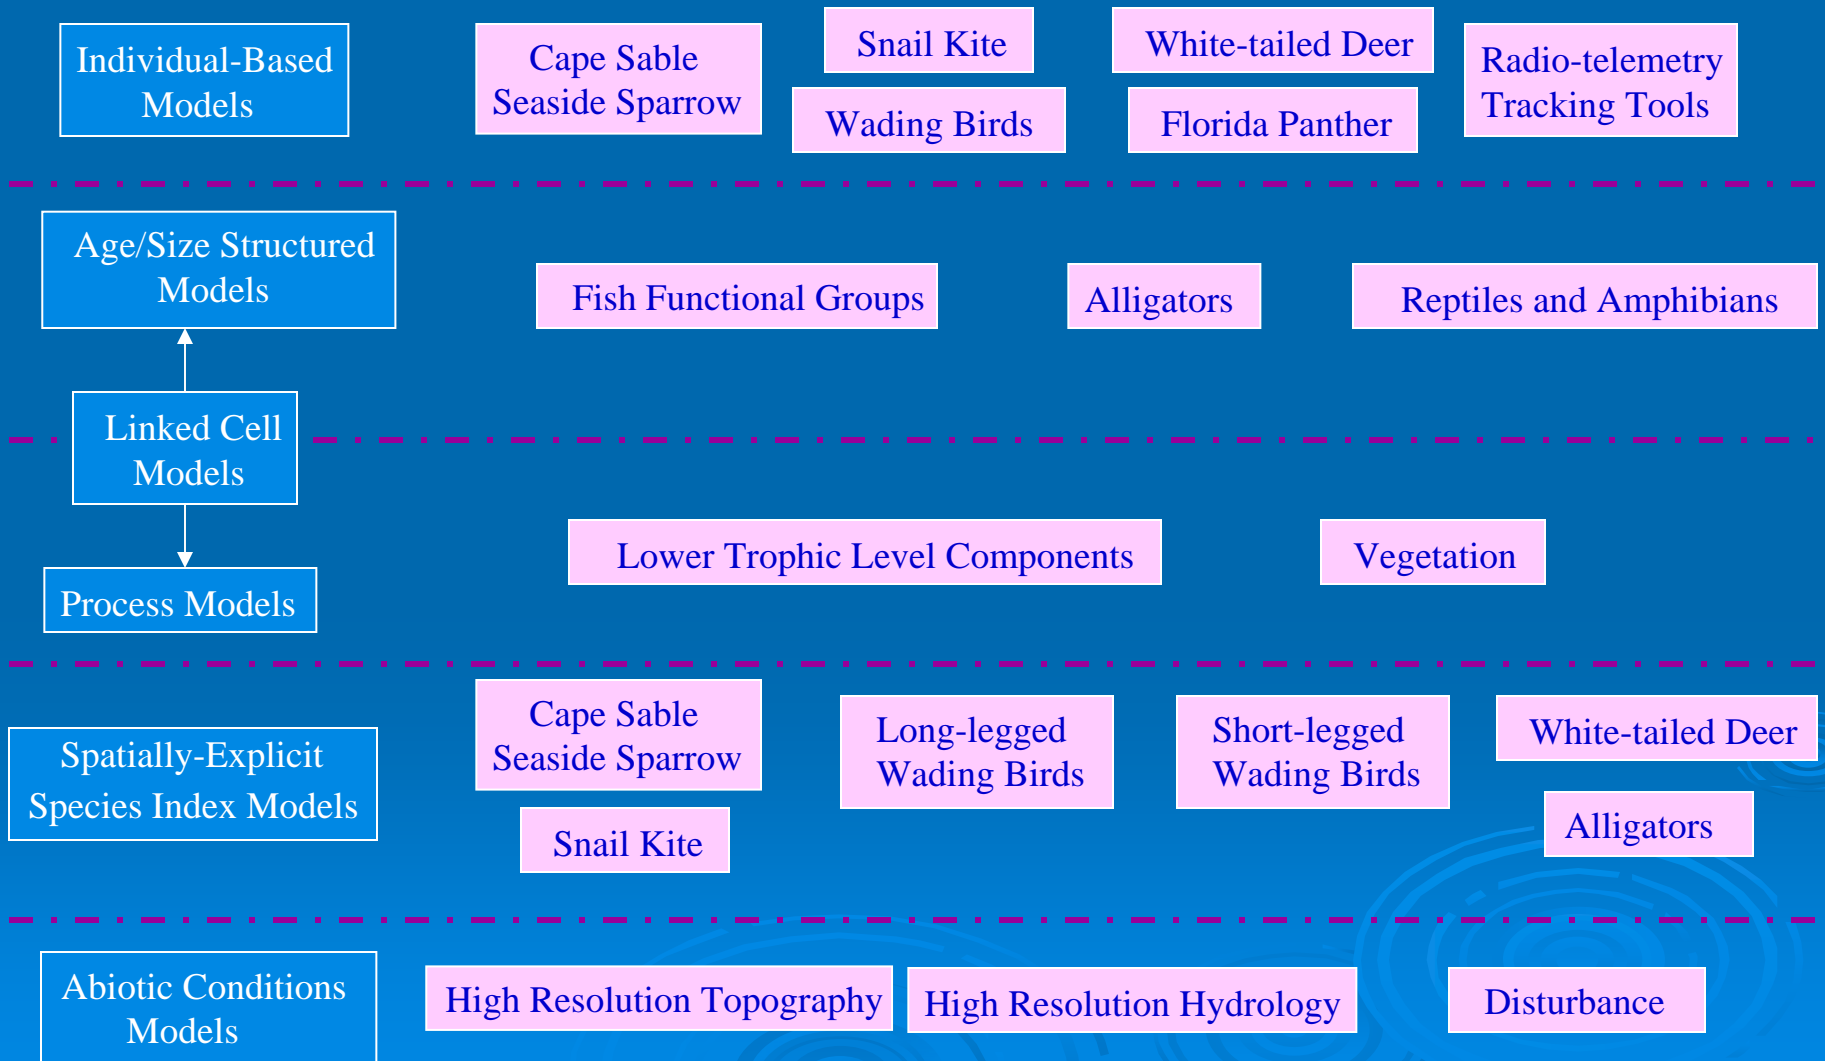 Individual-Based
Models
Cape Sable
Seaside Sparrow
Snail Kite
Wading Birds
White-tailed Deer
Florida Panther
Radio-telemetry
Tracking Tools
Age/Size Structured
Models
Fish Functional Groups
Alligators
Reptiles and Amphibians
Linked Cell
Models
Lower Trophic Level Components
Vegetation
Process Models
Spatially-Explicit
Species Index Models
Cape Sable
Seaside Sparrow
Snail Kite
Long-legged
Wading Birds
Short-legged
Wading Birds
White-tailed Deer
Alligators
Abiotic Conditions
Models
High Resolution Topography
High Resolution Hydrology
Disturbance